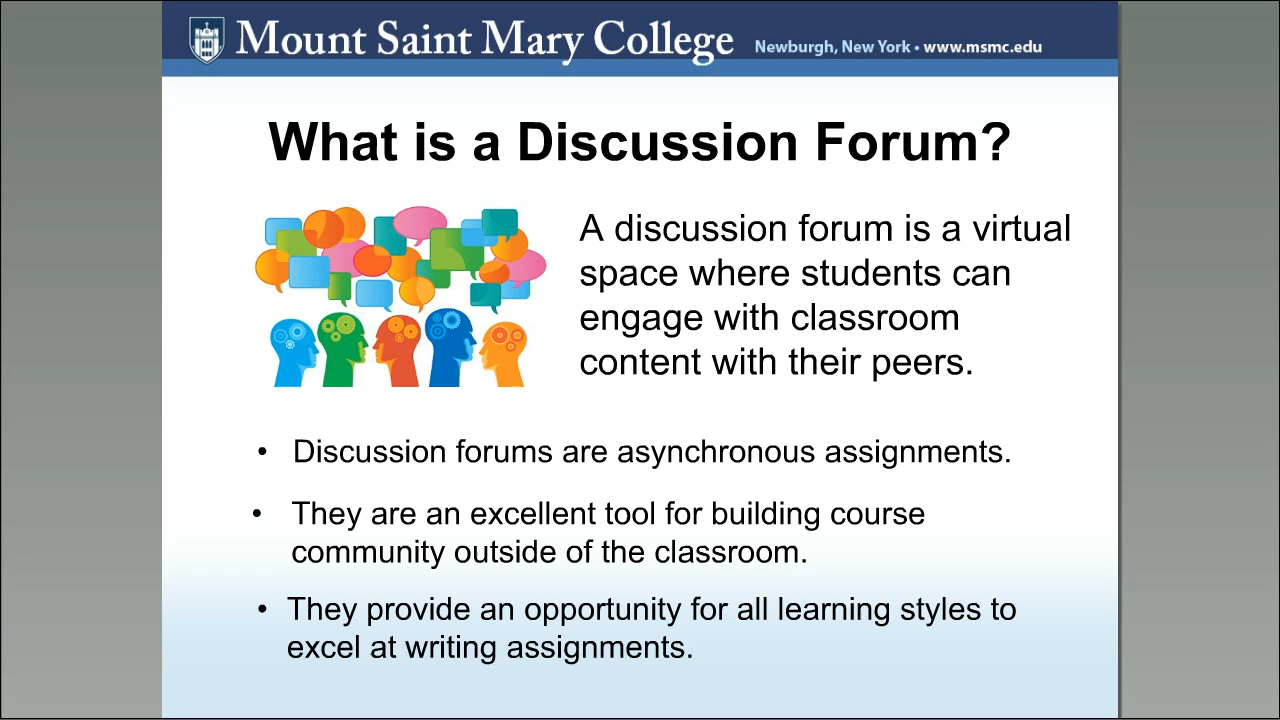 Mount Saint Mary College Newburgh, New York • www.msmc.edu
What is a Discussion Forum?
A discussion forum is a virtual
space where students can
engage with classroom
content with their peers.
• Discussion forums are asynchronous assignments.
• They are an excellent tool for building course
community outside of the classroom.
• They provide an opportunity for all learning styles to
excel at writing assignments.